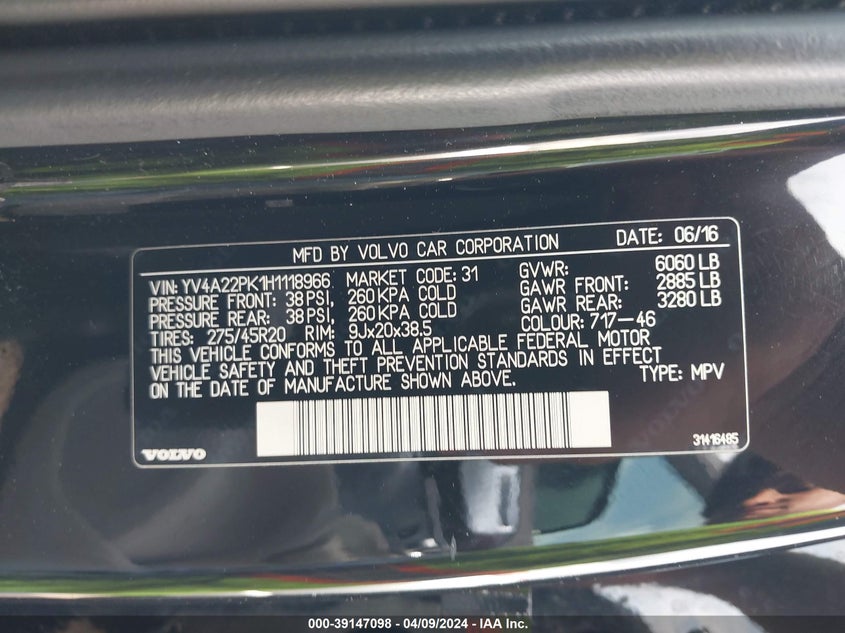 MFD BY VOLVO CAR CORPORATION DATE: 06/16
VIN: YV4A22PK1H1118966 MARKET CODE: 31 GVWR: 6060 LB
PRESSURE FRONT: 38 PSI, 260 KPA COLD GAWR FRONT: 2885 LB
PRESSURE REAR: 38 PSI, 260 KPA COLD GAWR REAR: 3280 LB
TIRES: 275/45R20 RIM: 9Jx20x38.5 COLOUR: 717-46
THIS VEHICLE CONFORMS TO ALL APPLICABLE FEDERAL MOTOR
VEHICLE SAFETY AND THEFT PREVENTION STANDARDS IN EFFECT
ON THE DATE OF MANUFACTURE SHOWN ABOVE. TYPE: MPV
VOLVO 31416485
000-39147098 - 04/09/2024 - IAA Inc.